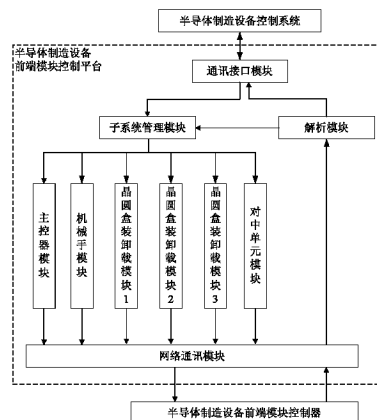 半导体制造设备控制系统
半导体制造设备
前端模块控制平台
通讯接口模块
子系统管理模块
解析模块
主控器模块
机械手模块
晶圆盒装卸载模块1
晶圆盒装卸载模块2
晶圆盒装卸载模块3
对中单元模块
网络通讯模块
半导体制造设备前端模块控制器